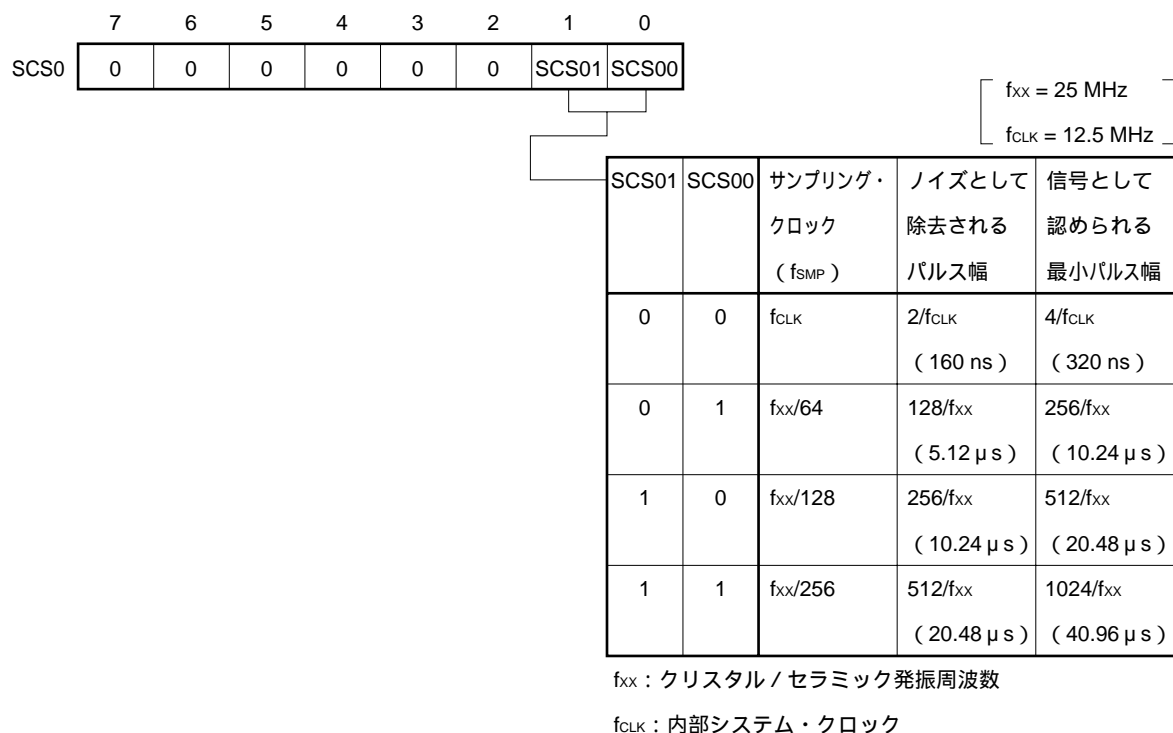 7 6 5 4 3 2 1 0
SCS0 0 0 0 0 0 0 SCS01 SCS00
fXX = 25 MHz
fCLK = 12.5 MHz
SCS01 SCS00 サンプリング・ ノイズとして 信号として
クロック 除去される 認められる
(fSMP) パルス幅 最小パルス幅
0 0 fCLK 2/fCLK 4/fCLK
(160 ns) (320 ns)
0 1 fXX/64 128/fXX 256/fXX
(5.12 μs) (10.24 μs)
1 0 fXX/128 256/fXX 512/fXX
(10.24 μs) (20.48 μs)
1 1 fXX/256 512/fXX 1024/fXX
(20.48 μs) (40.96 μs)
fXX:クリスタル/セラミック発振周波数
fCLK:内部システム・クロック